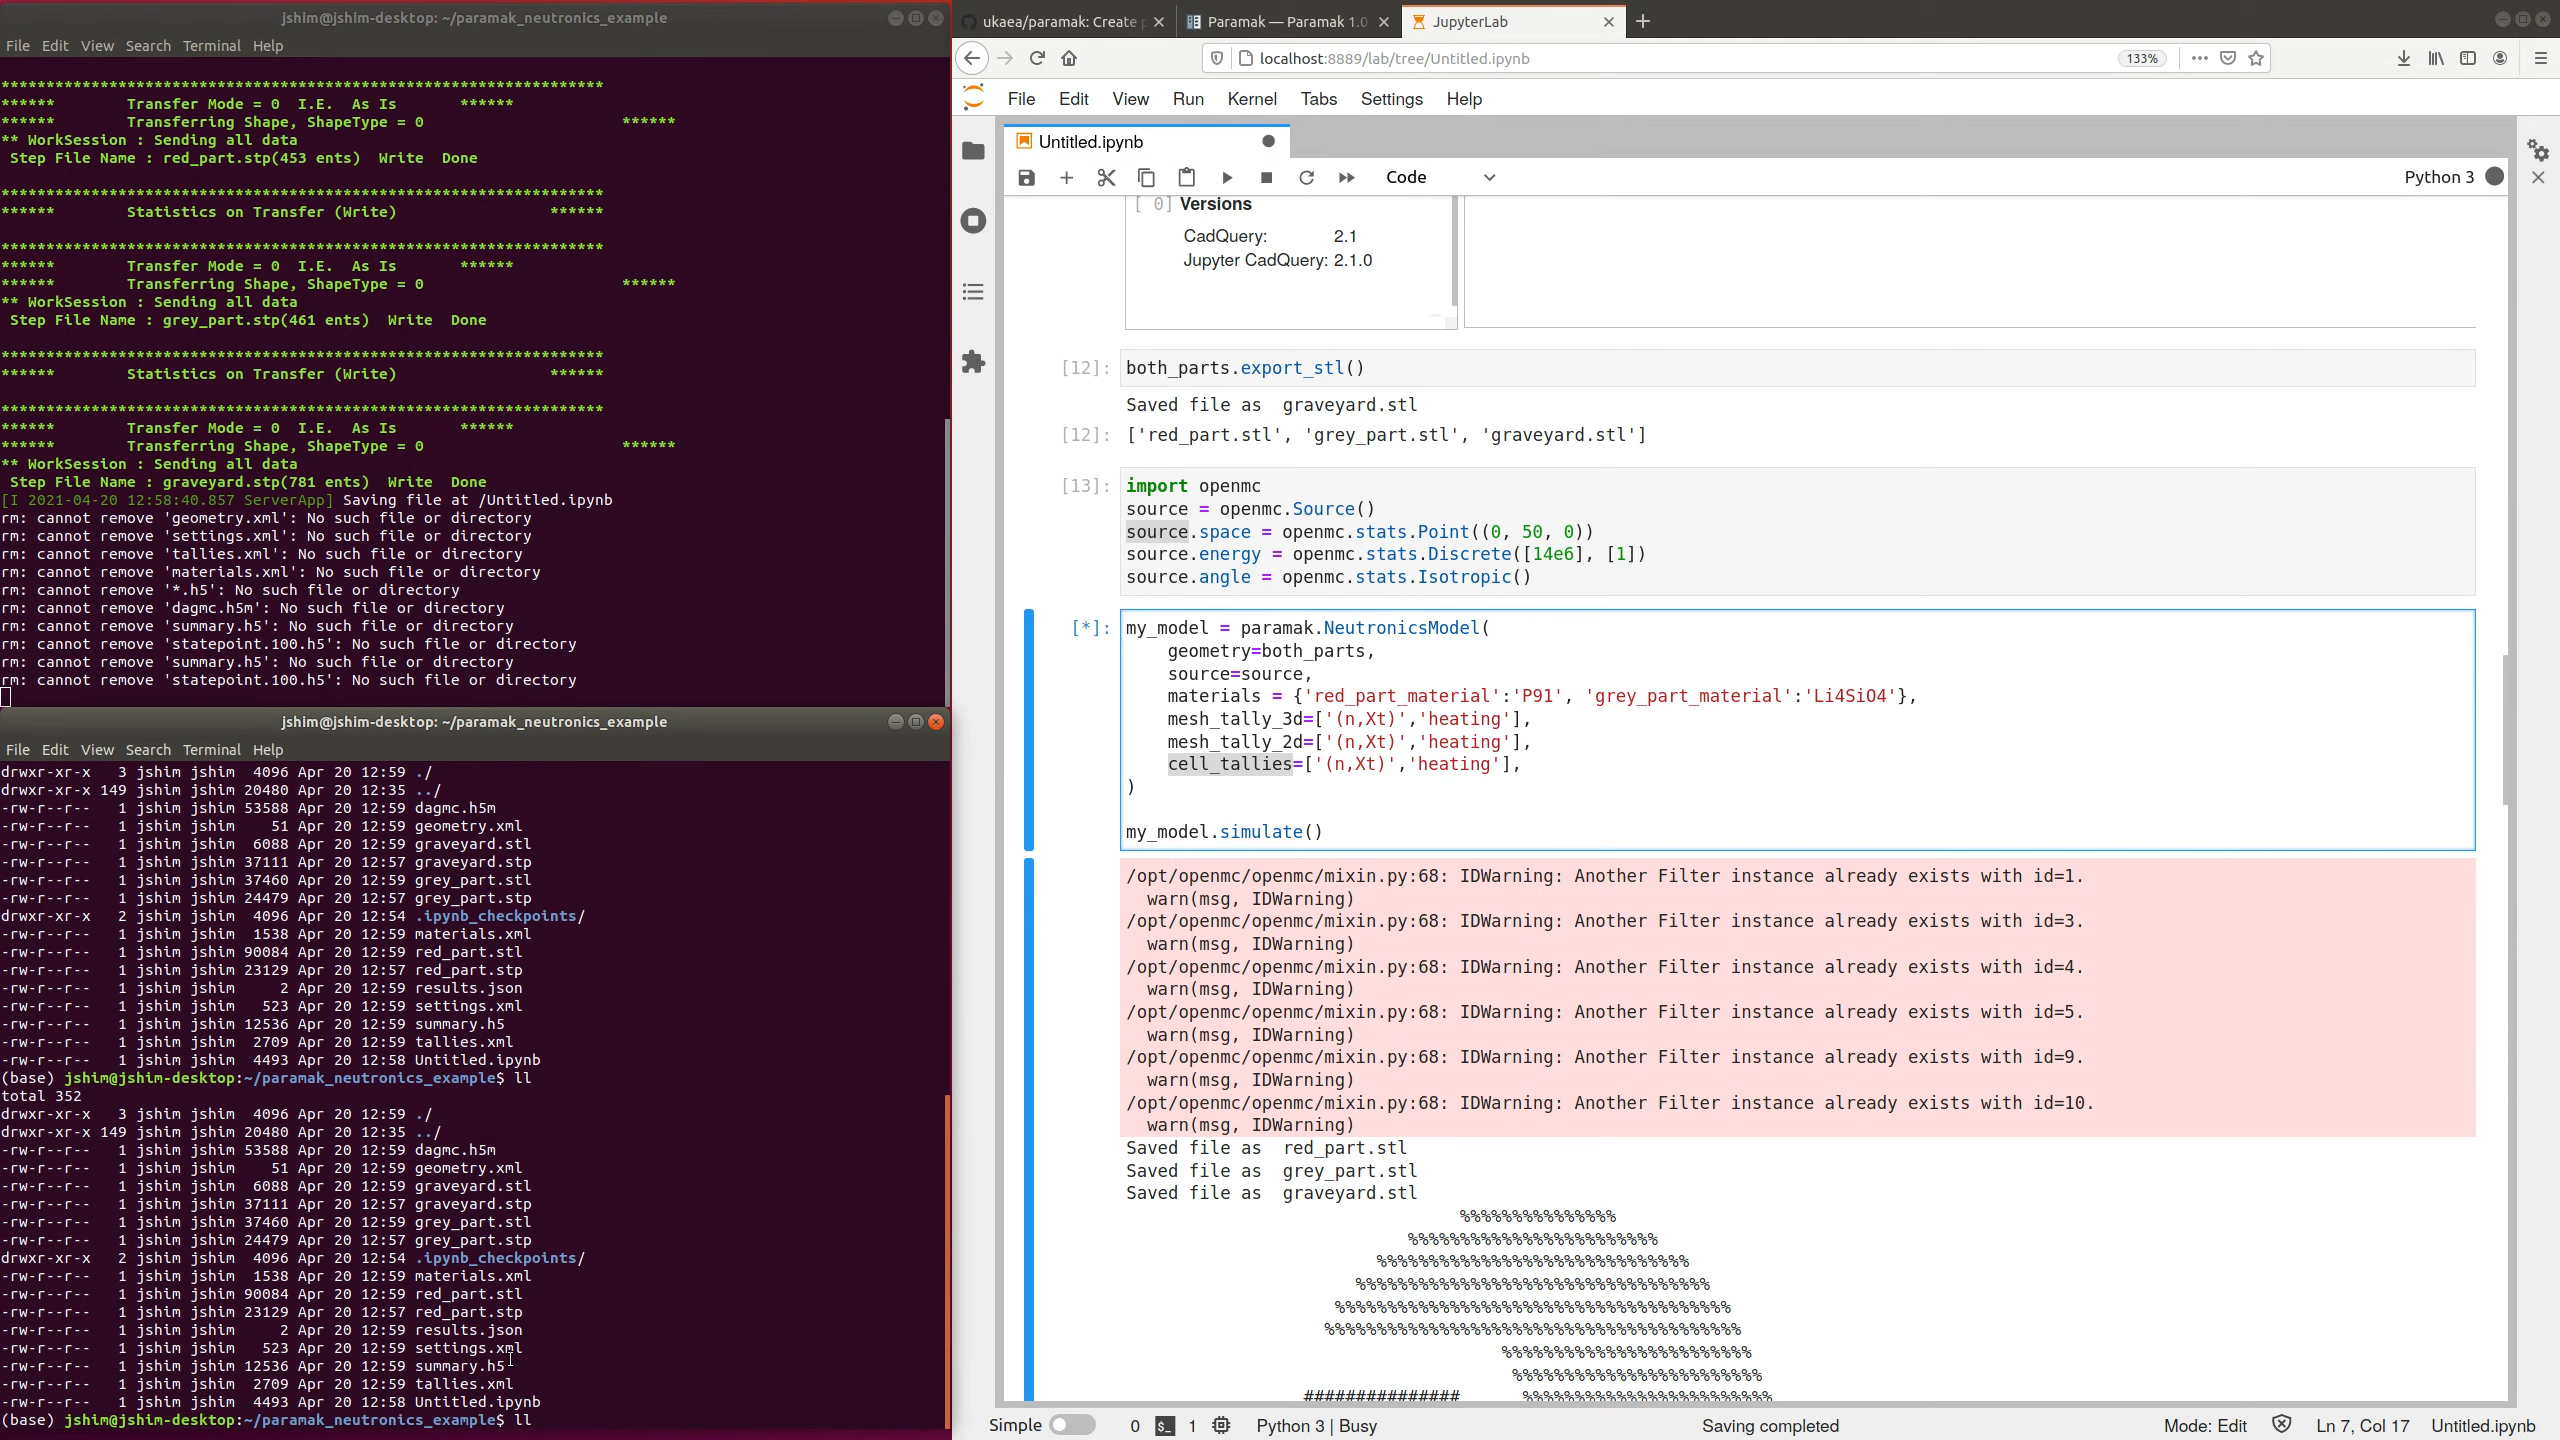 jshim@jshim-desktop: ~/paramak_neutronics_example
File Edit View Search Terminal Help
*******************************************************************
****** Transfer Mode = 0 I.E. As Is ******
****** Transferring Shape, ShapeType = 0 ******
** WorkSession : Sending all data
Step File Name : red_part.stp(453 ents) Write Done
*******************************************************************
****** Statistics on Transfer (Write) ******
*******************************************************************
****** Transfer Mode = 0 I.E. As Is ******
****** Transferring Shape, ShapeType = 0 ******
** WorkSession : Sending all data
Step File Name : grey_part.stp(461 ents) Write Done
*******************************************************************
****** Statistics on Transfer (Write) ******
*******************************************************************
****** Transfer Mode = 0 I.E. As Is ******
****** Transferring Shape, ShapeType = 0 ******
** WorkSession : Sending all data
Step File Name : graveyard.stp(781 ents) Write Done
[I 2021-04-20 12:58:40.857 ServerApp] Saving file at /Untitled.ipynb
rm: cannot remove 'geometry.xml': No such file or directory
rm: cannot remove 'settings.xml': No such file or directory
rm: cannot remove 'tallies.xml': No such file or directory
rm: cannot remove 'materials.xml': No such file or directory
rm: cannot remove '*.h5': No such file or directory
rm: cannot remove 'dagmc.h5m': No such file or directory
rm: cannot remove 'summary.h5': No such file or directory
rm: cannot remove 'statepoint.100.h5': No such file or directory
rm: cannot remove 'summary.h5': No such file or directory
rm: cannot remove 'statepoint.100.h5': No such file or directory
jshim@jshim-desktop: ~/paramak_neutronics_example
File Edit View Search Terminal Help
drwxr-xr-x 3 jshim jshim 4096 Apr 20 12:59 ./
drwxr-xr-x 149 jshim jshim 20480 Apr 20 12:35 ../
-rw-r--r-- 1 jshim jshim 53588 Apr 20 12:59 dagmc.h5m
-rw-r--r-- 1 jshim jshim 51 Apr 20 12:59 geometry.xml
-rw-r--r-- 1 jshim jshim 6088 Apr 20 12:59 graveyard.stl
-rw-r--r-- 1 jshim jshim 37111 Apr 20 12:57 graveyard.stp
-rw-r--r-- 1 jshim jshim 37460 Apr 20 12:59 grey_part.stl
-rw-r--r-- 1 jshim jshim 24479 Apr 20 12:57 grey_part.stp
drwxr-xr-x 2 jshim jshim 4096 Apr 20 12:54 .ipynb_checkpoints/
-rw-r--r-- 1 jshim jshim 1538 Apr 20 12:59 materials.xml
-rw-r--r-- 1 jshim jshim 90084 Apr 20 12:59 red_part.stl
-rw-r--r-- 1 jshim jshim 23129 Apr 20 12:57 red_part.stp
-rw-r--r-- 1 jshim jshim 2 Apr 20 12:59 results.json
-rw-r--r-- 1 jshim jshim 523 Apr 20 12:59 settings.xml
-rw-r--r-- 1 jshim jshim 12536 Apr 20 12:59 summary.h5
-rw-r--r-- 1 jshim jshim 2709 Apr 20 12:59 tallies.xml
-rw-r--r-- 1 jshim jshim 4493 Apr 20 12:58 Untitled.ipynb
(base) jshim@jshim-desktop:~/paramak_neutronics_example$ ll
total 352
drwxr-xr-x 3 jshim jshim 4096 Apr 20 12:59 ./
drwxr-xr-x 149 jshim jshim 20480 Apr 20 12:35 ../
-rw-r--r-- 1 jshim jshim 53588 Apr 20 12:59 dagmc.h5m
-rw-r--r-- 1 jshim jshim 51 Apr 20 12:59 geometry.xml
-rw-r--r-- 1 jshim jshim 6088 Apr 20 12:59 graveyard.stl
-rw-r--r-- 1 jshim jshim 37111 Apr 20 12:57 graveyard.stp
-rw-r--r-- 1 jshim jshim 37460 Apr 20 12:59 grey_part.stl
-rw-r--r-- 1 jshim jshim 24479 Apr 20 12:57 grey_part.stp
drwxr-xr-x 2 jshim jshim 4096 Apr 20 12:54 .ipynb_checkpoints/
-rw-r--r-- 1 jshim jshim 1538 Apr 20 12:59 materials.xml
-rw-r--r-- 1 jshim jshim 90084 Apr 20 12:59 red_part.stl
-rw-r--r-- 1 jshim jshim 23129 Apr 20 12:57 red_part.stp
-rw-r--r-- 1 jshim jshim 2 Apr 20 12:59 results.json
-rw-r--r-- 1 jshim jshim 523 Apr 20 12:59 settings.xml
-rw-r--r-- 1 jshim jshim 12536 Apr 20 12:59 summary.h5
-rw-r--r-- 1 jshim jshim 2709 Apr 20 12:59 tallies.xml
-rw-r--r-- 1 jshim jshim 4493 Apr 20 12:58 Untitled.ipynb
(base) jshim@jshim-desktop:~/paramak_neutronics_example$ ll
ukaea/paramak: Create p Paramak — Paramak 1.0 JupyterLab
localhost:8889/lab/tree/Untitled.ipynb 133%
File Edit View Run Kernel Tabs Settings Help
Untitled.ipynb
Code Python 3
[ 0] Versions
CadQuery: 2.1
Jupyter CadQuery: 2.1.0
[12]: both_parts.export_stl()
Saved file as graveyard.stl
[12]: ['red_part.stl', 'grey_part.stl', 'graveyard.stl']
[13]: import openmc
source = openmc.Source()
source.space = openmc.stats.Point((0, 50, 0))
source.energy = openmc.stats.Discrete([14e6], [1])
source.angle = openmc.stats.Isotropic()
[*]: my_model = paramak.NeutronicsModel(
geometry=both_parts,
source=source,
materials = {'red_part_material':'P91', 'grey_part_material':'Li4SiO4'},
mesh_tally_3d=['(n,Xt)','heating'],
mesh_tally_2d=['(n,Xt)','heating'],
cell_tallies=['(n,Xt)','heating'],
)
my_model.simulate()
/opt/openmc/openmc/mixin.py:68: IDWarning: Another Filter instance already exists with id=1.
warn(msg, IDWarning)
/opt/openmc/openmc/mixin.py:68: IDWarning: Another Filter instance already exists with id=3.
warn(msg, IDWarning)
/opt/openmc/openmc/mixin.py:68: IDWarning: Another Filter instance already exists with id=4.
warn(msg, IDWarning)
/opt/openmc/openmc/mixin.py:68: IDWarning: Another Filter instance already exists with id=5.
warn(msg, IDWarning)
/opt/openmc/openmc/mixin.py:68: IDWarning: Another Filter instance already exists with id=9.
warn(msg, IDWarning)
/opt/openmc/openmc/mixin.py:68: IDWarning: Another Filter instance already exists with id=10.
warn(msg, IDWarning)
Saved file as red_part.stl
Saved file as grey_part.stl
Saved file as graveyard.stl
%%%%%%%%%%%%%%%
%%%%%%%%%%%%%%%%%%%%%%%%
%%%%%%%%%%%%%%%%%%%%%%%%%%%%%%
%%%%%%%%%%%%%%%%%%%%%%%%%%%%%%%%%%
%%%%%%%%%%%%%%%%%%%%%%%%%%%%%%%%%%%%%%
%%%%%%%%%%%%%%%%%%%%%%%%%%%%%%%%%%%%%%%%
%%%%%%%%%%%%%%%%%%%%%%%%
%%%%%%%%%%%%%%%%%%%%%%%%
############### %%%%%%%%%%%%%%%%%%%%%%%%
Simple 0 1 Python 3 | Busy Saving completed Mode: Edit Ln 7, Col 17 Untitled.ipynb